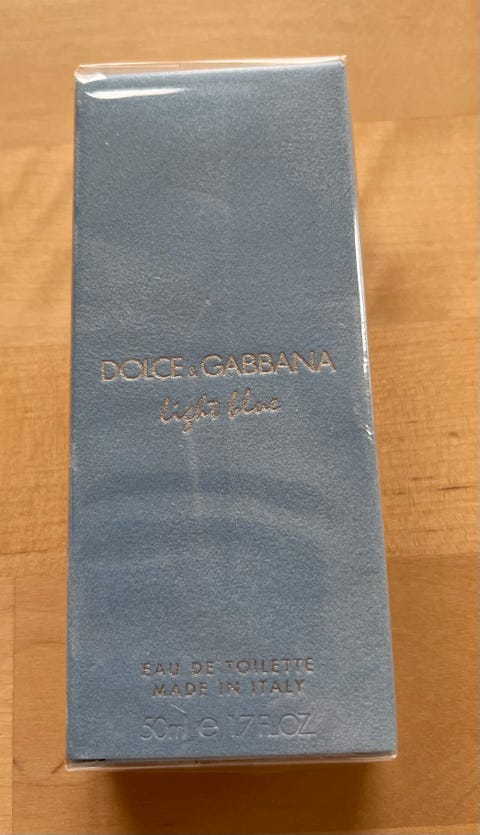 DOLCE & GABBANA
light blue
EAU DE TOILETTE
MADE IN ITALY
50ml e 1.7 FL.OZ